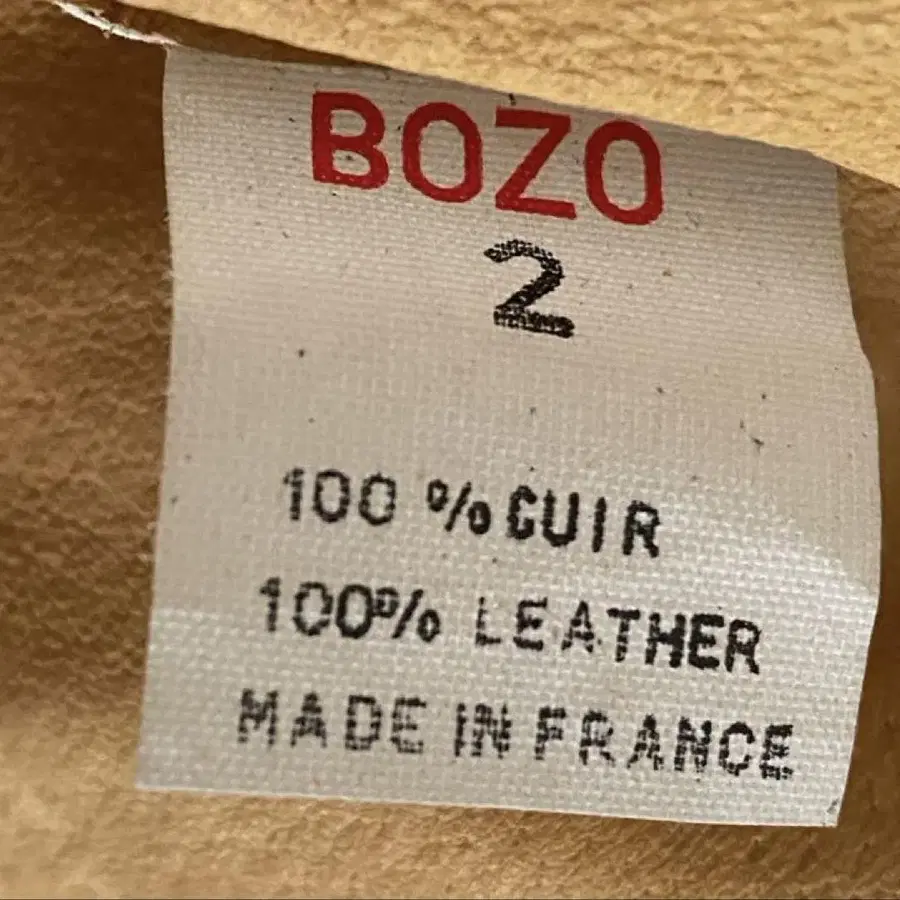 BOZO
2
100 % CUIR
100% LEATHER
MADE IN FRANCE